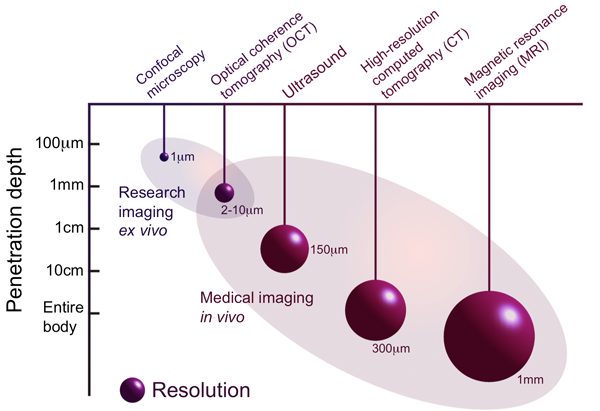 Confocal
microscopy
Optical coherence
tomography (OCT)
Ultrasound
High-resolution
computed
tomography (CT)
Magnetic resonance
imaging (MRI)
Penetration depth
100μm
1mm
1cm
10cm
Entire
body
1μm
2-10μm
150μm
300μm
1mm
Research
imaging
ex vivo
Medical imaging
in vivo
Resolution